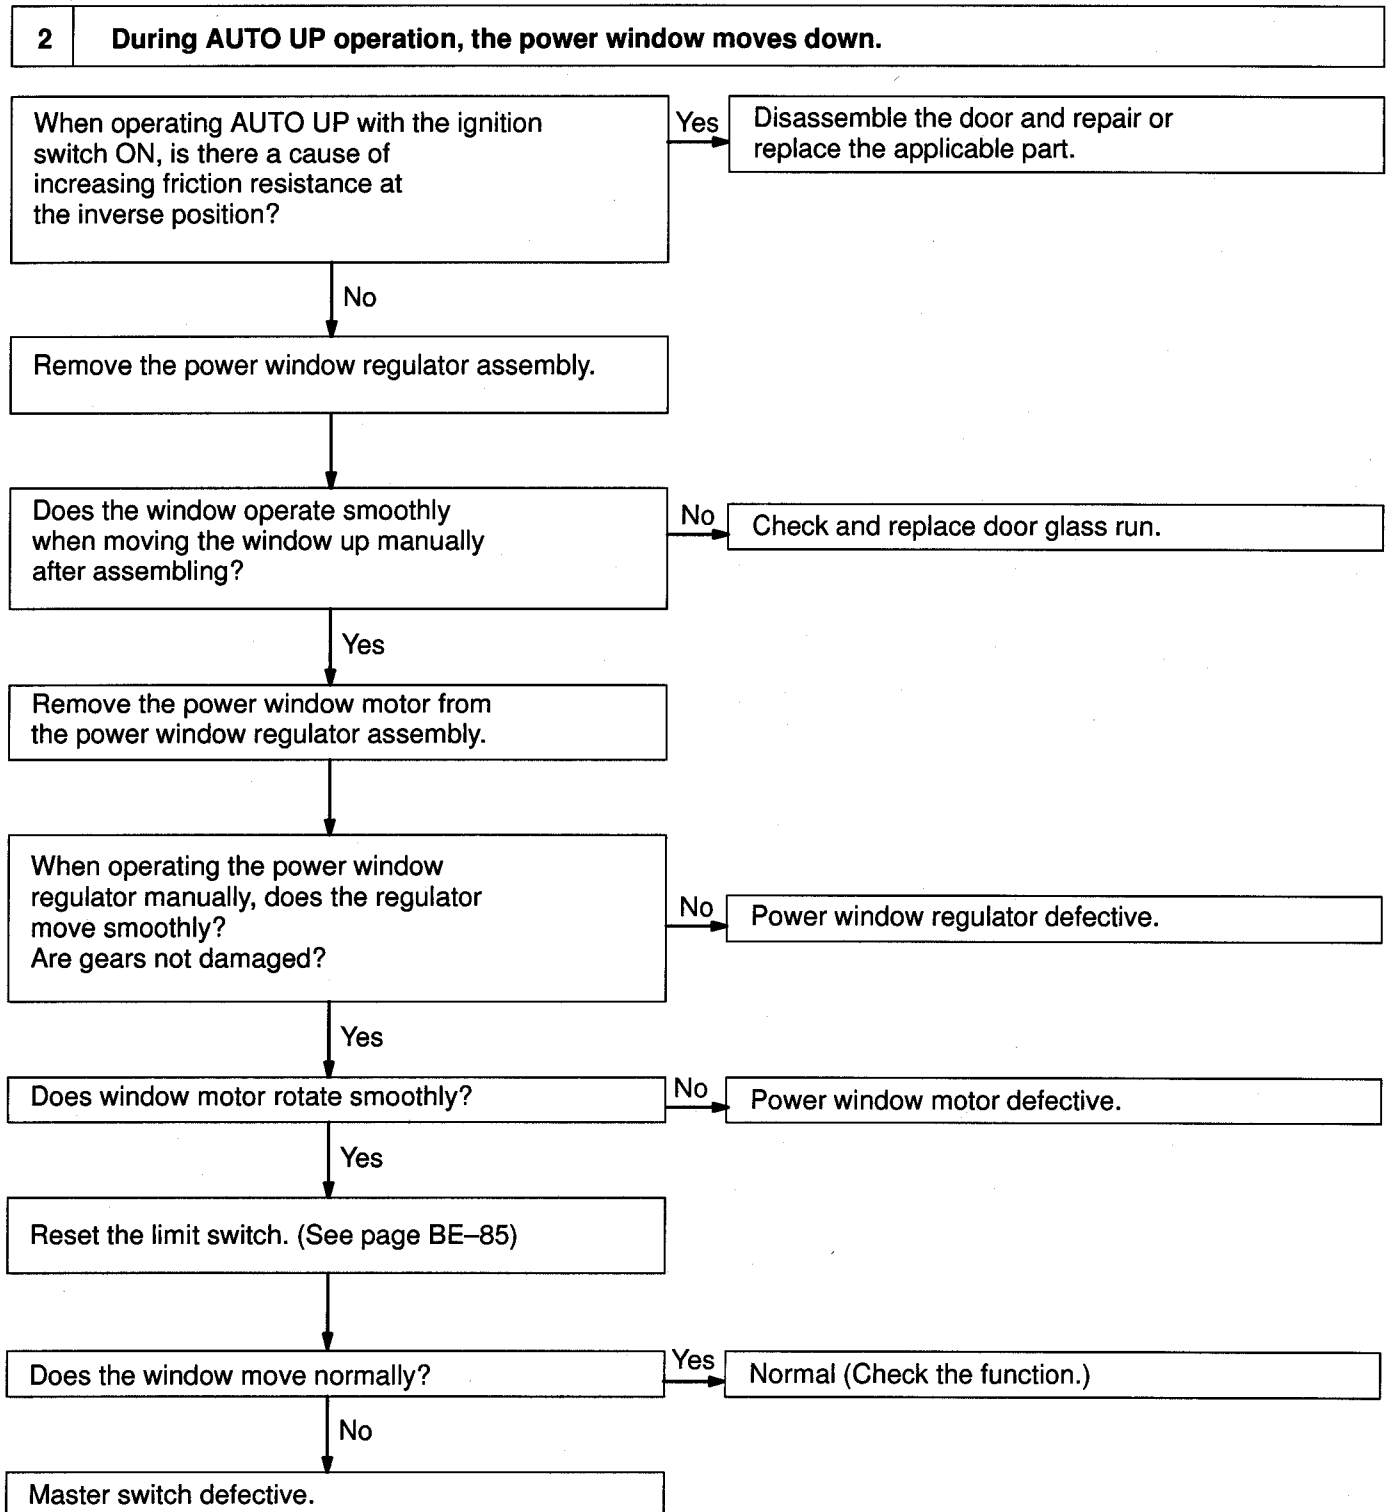 2 During AUTO UP operation, the power window moves down.
When operating AUTO UP with the ignition
switch ON, is there a cause of
increasing friction resistance at
the inverse position?
Yes
Disassemble the door and repair or
replace the applicable part.
No
Remove the power window regulator assembly.
Does the window operate smoothly
when moving the window up manually
after assembling?
No
Check and replace door glass run.
Yes
Remove the power window motor from
the power window regulator assembly.
When operating the power window
regulator manually, does the regulator
move smoothly?
Are gears not damaged?
No
Power window regulator defective.
Yes
Does window motor rotate smoothly?
No
Power window motor defective.
Yes
Reset the limit switch. (See page BE–85)
Does the window move normally?
Yes
Normal (Check the function.)
No
Master switch defective.